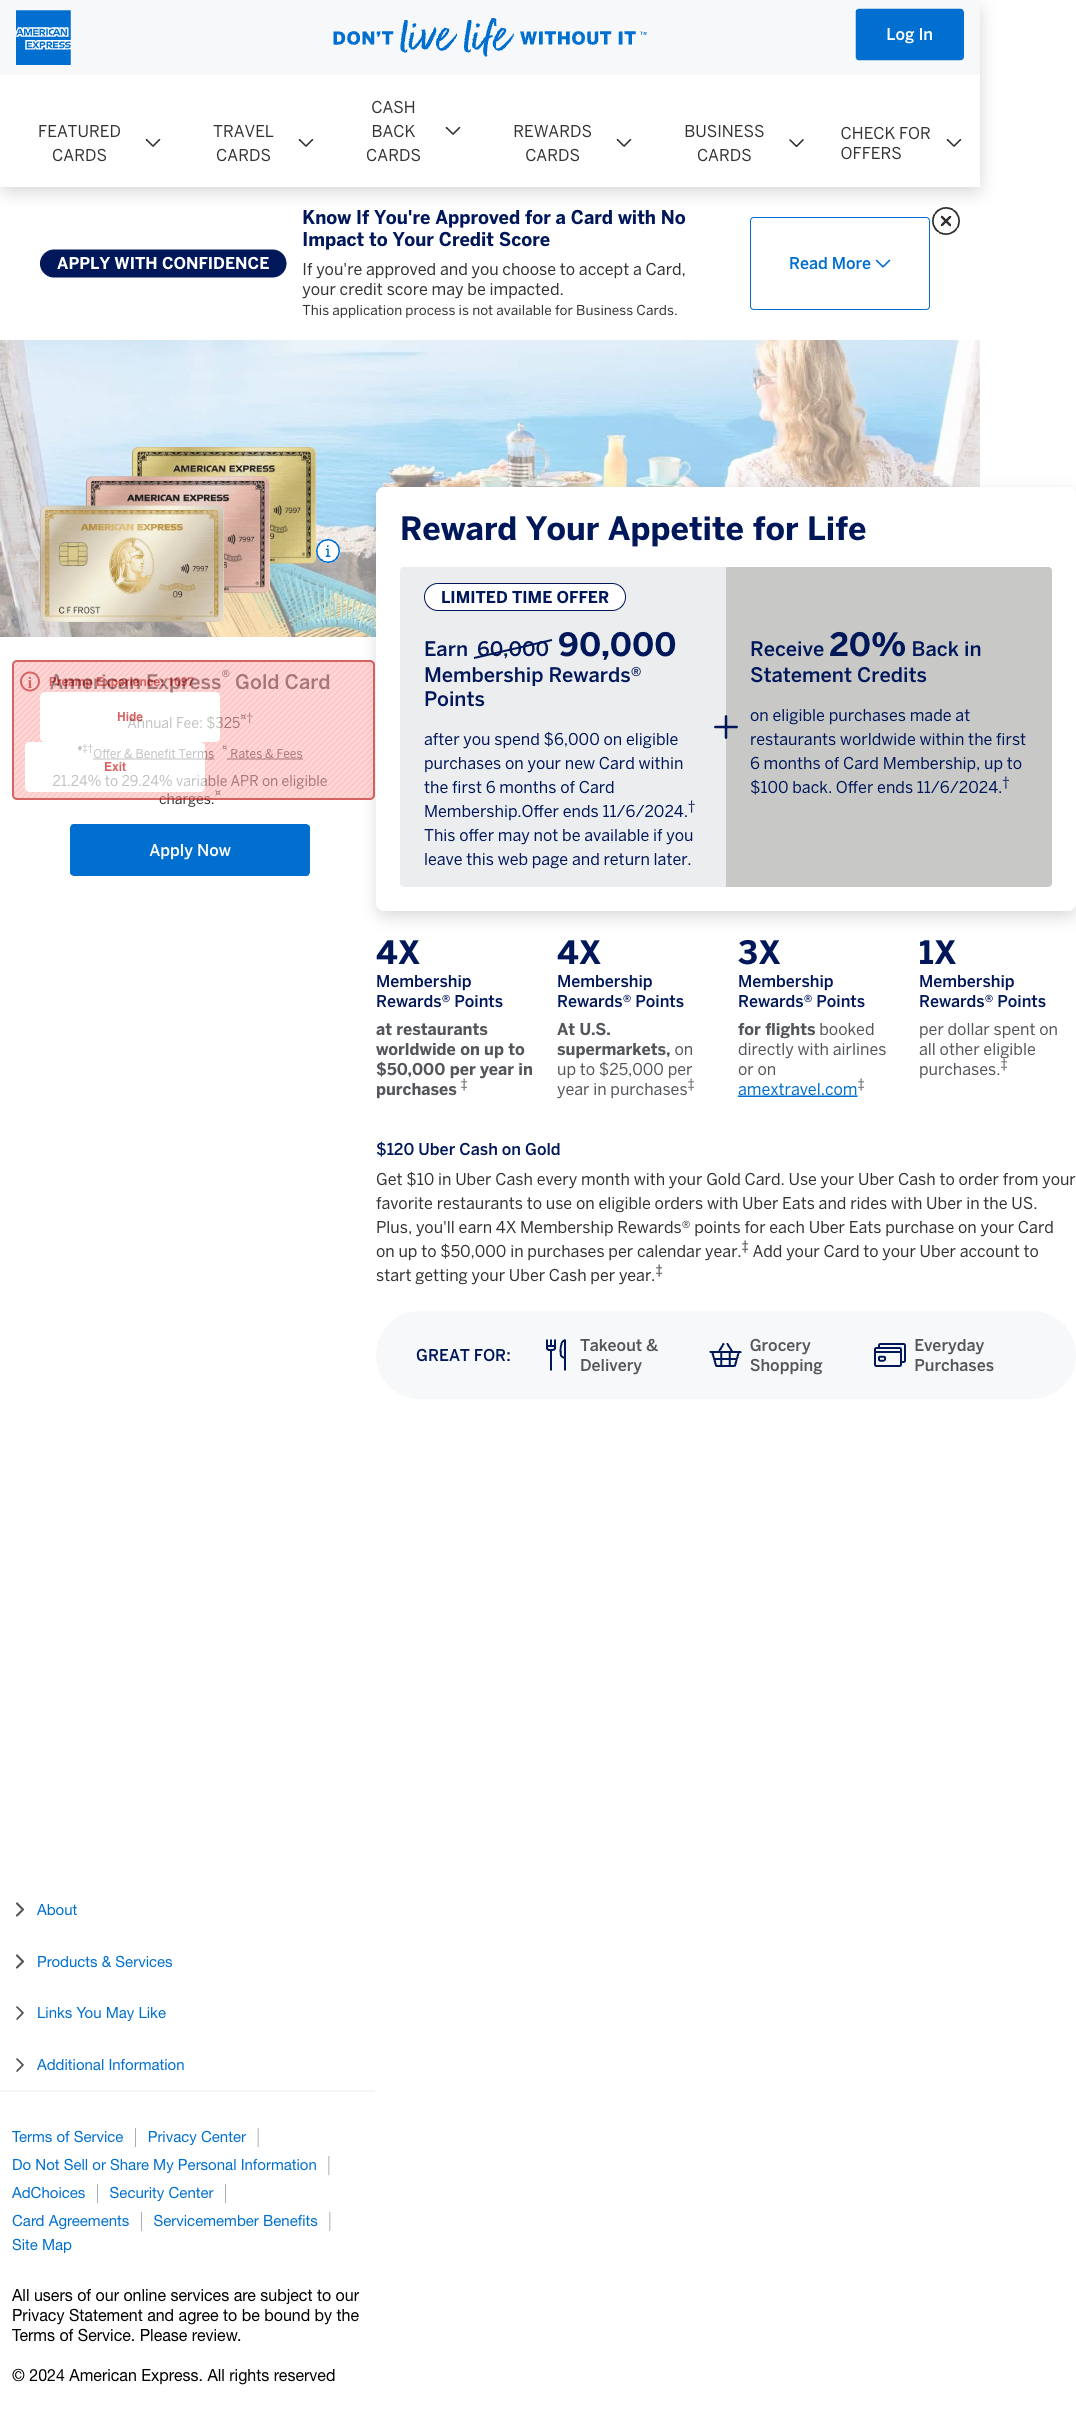 AMERICAN
EXPRESS
DON'T live life WITHOUT IT™
Log In
FEATURED
CARDS
TRAVEL
CARDS
CASH
BACK
CARDS
REWARDS
CARDS
BUSINESS
CARDS
CHECK FOR
OFFERS
APPLY WITH CONFIDENCE
Know If You're Approved for a Card with No
Impact to Your Credit Score
If you're approved and you choose to accept a Card,
your credit score may be impacted.
This application process is not available for Business Cards.
Read More
AMERICAN EXPRESS
AMERICAN EXPRESS
AMERICAN EXPRESS
7997
7997
7997
09
C F FROST
Reward Your Appetite for Life
LIMITED TIME OFFER
Earn 60,000 90,000
Membership Rewards®
Points
after you spend $6,000 on eligible
purchases on your new Card within
the first 6 months of Card
Membership.Offer ends 11/6/2024.†
This offer may not be available if you
leave this web page and return later.
Receive 20% Back in
Statement Credits
on eligible purchases made at
restaurants worldwide within the first
6 months of Card Membership, up to
$100 back. Offer ends 11/6/2024.†
American Express® Gold Card
Hide
Annual Fee: $325¤†
♦‡†Offer & Benefit Terms ¤ Rates & Fees
Exit
21.24% to 29.24% variable APR on eligible
charges.¤
Apply Now
4X
Membership
Rewards® Points
at restaurants
worldwide on up to
$50,000 per year in
purchases ‡
4X
Membership
Rewards® Points
At U.S.
supermarkets, on
up to $25,000 per
year in purchases‡
3X
Membership
Rewards® Points
for flights booked
directly with airlines
or on
amextravel.com‡
1X
Membership
Rewards® Points
per dollar spent on
all other eligible
purchases.‡
$120 Uber Cash on Gold
Get $10 in Uber Cash every month with your Gold Card. Use your Uber Cash to order from your
favorite restaurants to use on eligible orders with Uber Eats and rides with Uber in the US.
Plus, you'll earn 4X Membership Rewards® points for each Uber Eats purchase on your Card
on up to $50,000 in purchases per calendar year.‡ Add your Card to your Uber account to
start getting your Uber Cash per year.‡
GREAT FOR:
Takeout &
Delivery
Grocery
Shopping
Everyday
Purchases
About
Products & Services
Links You May Like
Additional Information
Terms of Service
Privacy Center
Do Not Sell or Share My Personal Information
AdChoices
Security Center
Card Agreements
Servicemember Benefits
Site Map
All users of our online services are subject to our
Privacy Statement and agree to be bound by the
Terms of Service. Please review.
© 2024 American Express. All rights reserved